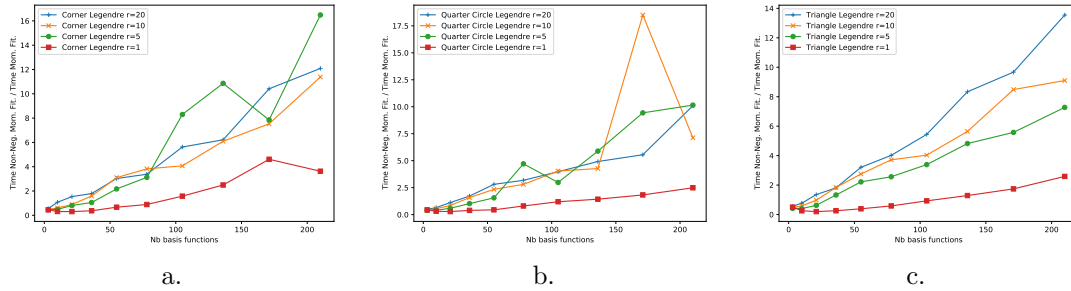 Corner Legendre r=20
Corner Legendre r=10
Corner Legendre r=5
Corner Legendre r=1
Time Non-Neg. Mom. Fit. / Time Mom. Fit.
16
14
12
10
8
6
4
2
0
0 50 100 150 200
Nb basis functions
a.
Quarter Circle Legendre r=20
Quarter Circle Legendre r=10
Quarter Circle Legendre r=5
Quarter Circle Legendre r=1
Time Non-Neg. Mom. Fit. / Time Mom. Fit.
17.5
15.0
12.5
10.0
7.5
5.0
2.5
0.0
0 50 100 150 200
Nb basis functions
b.
Triangle Legendre r=20
Triangle Legendre r=10
Triangle Legendre r=5
Triangle Legendre r=1
Time Non-Neg. Mom. Fit. / Time Mom. Fit.
14
12
10
8
6
4
2
0
0 50 100 150 200
Nb basis functions
c.